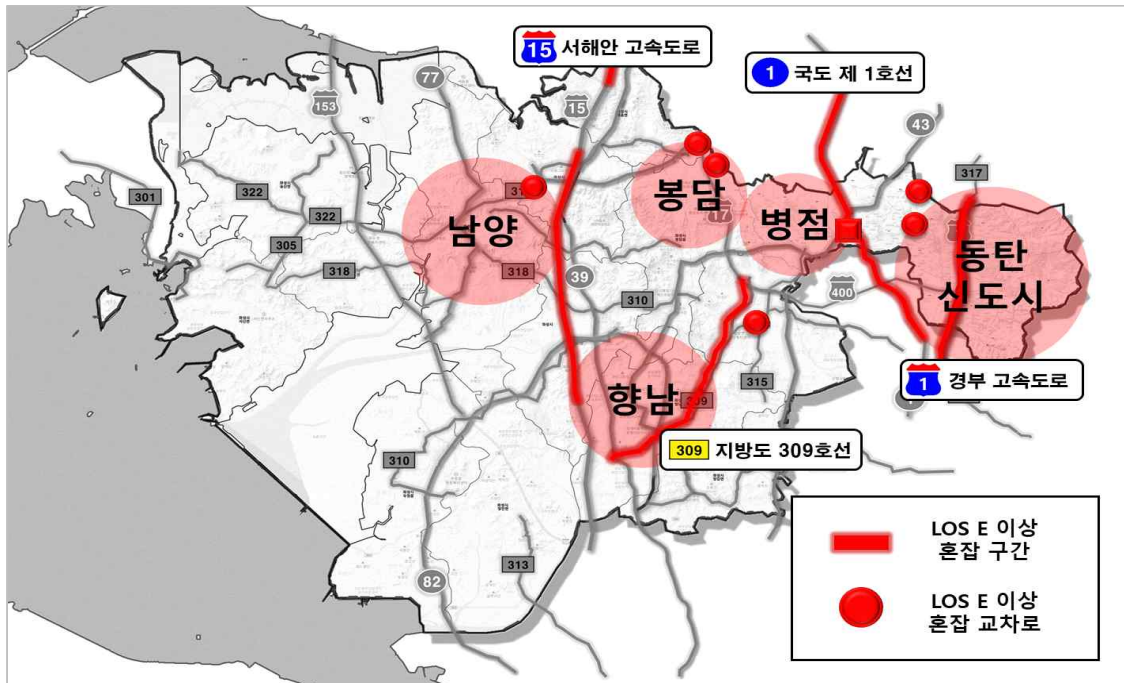 15 서해안 고속도로
1 국도 제 1호선
77
153
15
43
317
301
322
322
305
318
318
남양
봉담
17
병점
동탄
신도시
39
310
400
향남
309
315
1 경부 고속도로
309 지방도 309호선
310
313
82
LOS E 이상
혼잡 구간
LOS E 이상
혼잡 교차로